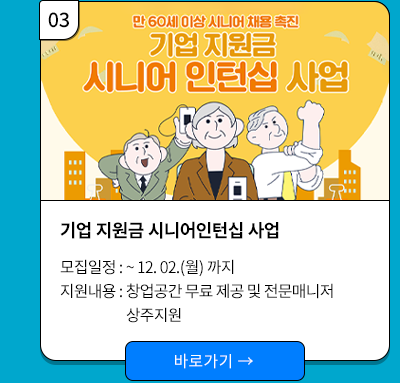 03
만 60세 이상 시니어 채용 촉진
기업 지원금
시니어 인턴십 사업
기업 지원금 시니어인턴십 사업
모집일정 : ~ 12. 02.(월) 까지
지원내용 : 창업공간 무료 제공 및 전문매니저
상주지원
바로가기 →